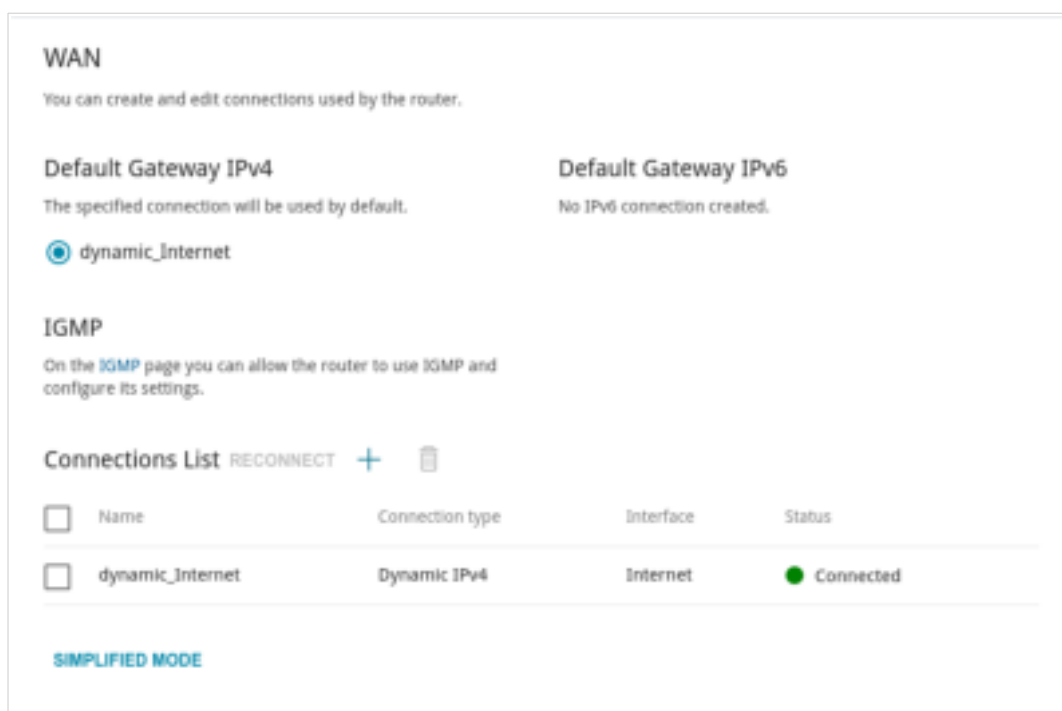 WAN
You can create and edit connections used by the router.
Default Gateway IPv4
The specified connection will be used by default.
dynamic_Internet
Default Gateway IPv6
No IPv6 connection created.
IGMP
On the IGMP page you can allow the router to use IGMP and
configure its settings.
Connections List RECONNECT
Name Connection type Interface Status
dynamic_Internet Dynamic IPv4 Internet Connected
SIMPLIFIED MODE